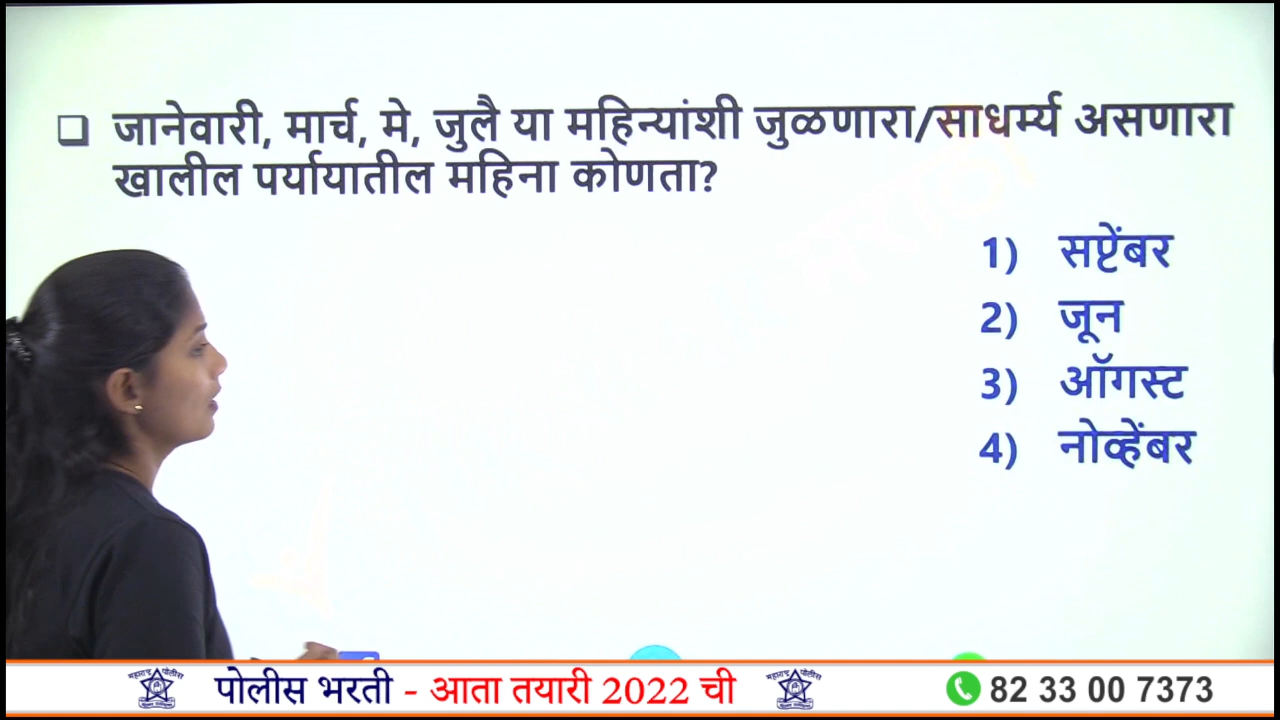 ❑ जानेवारी, मार्च, मे, जुलै या महिन्यांशी जुळणारा/साधर्म्य असणारा
खालील पर्यायातील महिना कोणता?
1) सप्टेंबर
2) जून
3) ऑगस्ट
4) नोव्हेंबर
पोलीस भरती - आता तयारी 2022 ची
82 33 00 7373